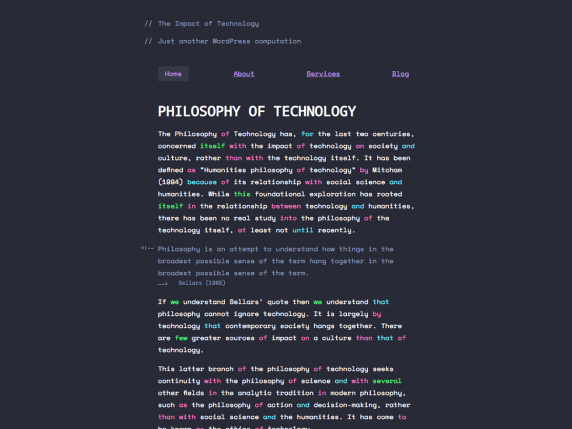 // The Impact of Technology
// Just another WordPress computation
Home About Services Blog
PHILOSOPHY OF TECHNOLOGY
The Philosophy of Technology has, for the last two centuries,
concerned itself with the impact of technology on society and
culture, rather than with the technology itself. It has been
defined as "Humanities philosophy of technology" by Mitcham
(1994) because of its relationship with social science and
humanities. While this foundational exploration has rooted
itself in the relationship between technology and humanities,
there has been no real study into the philosophy of the
technology itself, at least not until recently.
<!-- Philosophy is an attempt to understand how things in the
broadest possible sense of the term hang together in the
broadest possible sense of the term.
--> Sellars (1962)
If we understand Sellars' quote then we understand that
philosophy cannot ignore technology. It is largely by
technology that contemporary society hangs together. There
are few greater sources of impact on a culture than that of
technology.
This latter branch of the philosophy of technology seeks
continuity with the philosophy of science and with several
other fields in the analytic tradition in modern philosophy,
such as the philosophy of action and decision-making, rather
than with social science and the humanities. It has come to
be known as the ethics of technology.